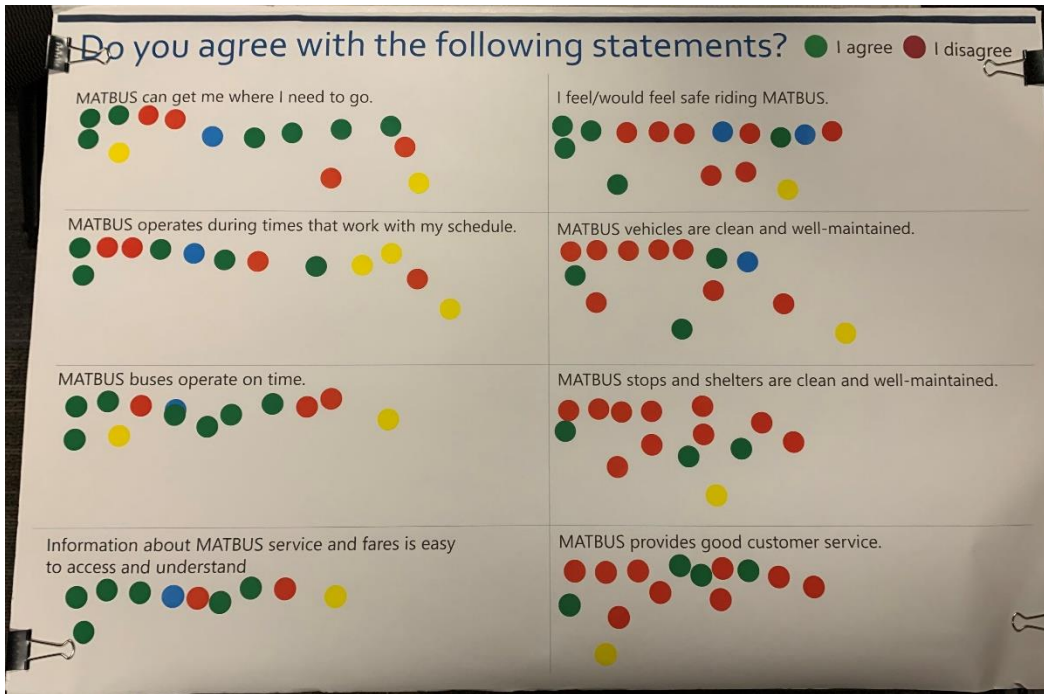 Do you agree with the following statements? I agree I disagree
MATBUS can get me where I need to go.
I feel/would feel safe riding MATBUS.
MATBUS operates during times that work with my schedule.
MATBUS vehicles are clean and well-maintained.
MATBUS buses operate on time.
MATBUS stops and shelters are clean and well-maintained.
Information about MATBUS service and fares is easy
to access and understand
MATBUS provides good customer service.